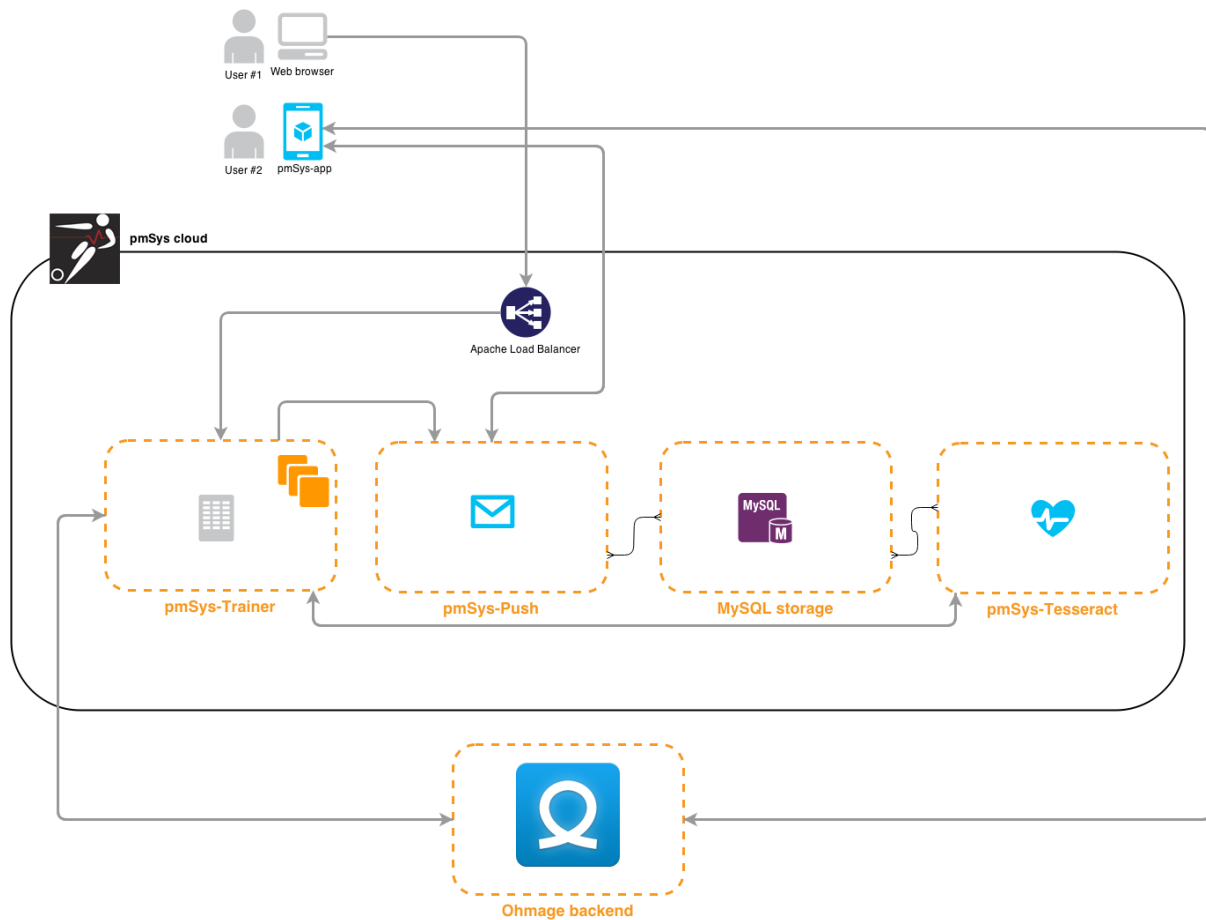 User #1
Web browser
User #2
pmSys-app
pmSys cloud
Apache Load Balancer
MySQL
M
pmSys-Trainer
pmSys-Push
MySQL storage
pmSys-Tesseract
Ohmage backend